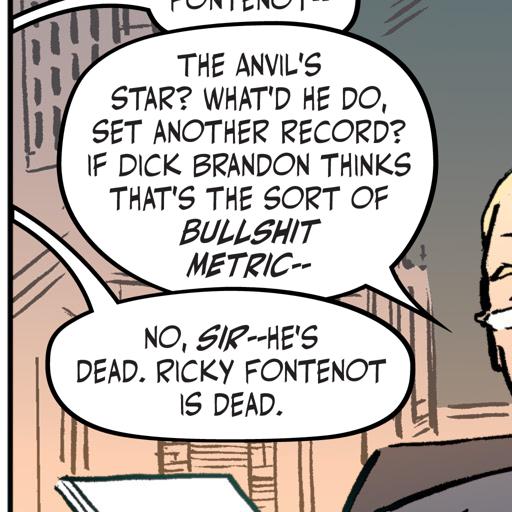 FONTENOT--
THE ANVIL'S
STAR? WHAT'D HE DO,
SET ANOTHER RECORD?
IF DICK BRANDON THINKS
THAT'S THE SORT OF
BULLSHIT
METRIC--
NO, SIR--HE'S
DEAD. RICKY FONTENOT
IS DEAD.